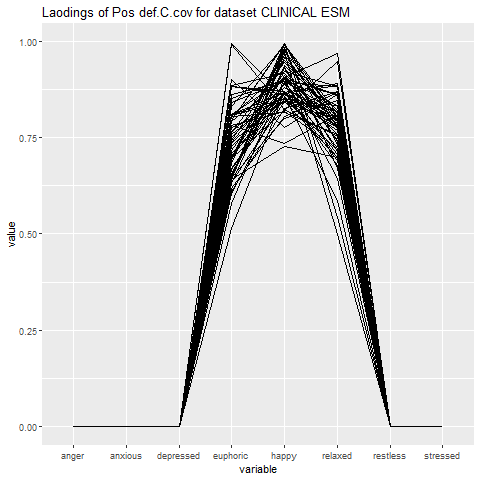 Laodings of Pos def.C.cov for dataset CLINICAL ESM
1.00
0.75
0.50
0.25
0.00
value
anger anxious depressed euphoric happy relaxed restless stressed
variable